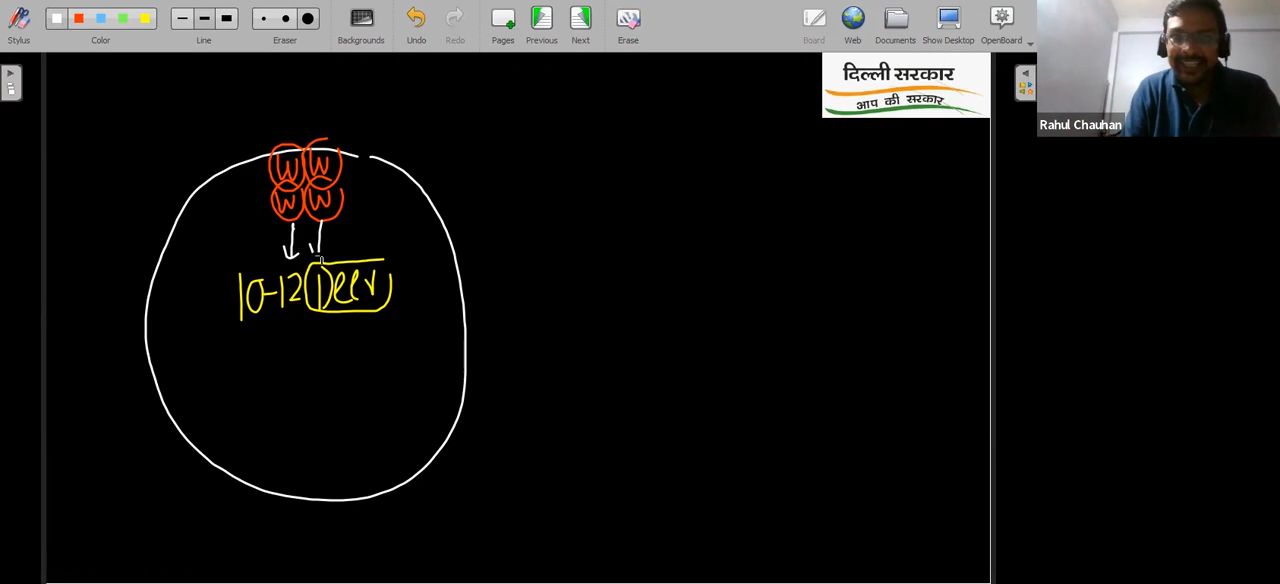 Stylus
Color
Line
Eraser
Backgrounds
Undo
Redo
Pages
Previous
Next
Erase
Board
Web
Documents
Show Desktop
OpenBoard
दिल्ली सरकार
आप की सरकार
Rahul Chauhan
W W
W W
10-12 Deer